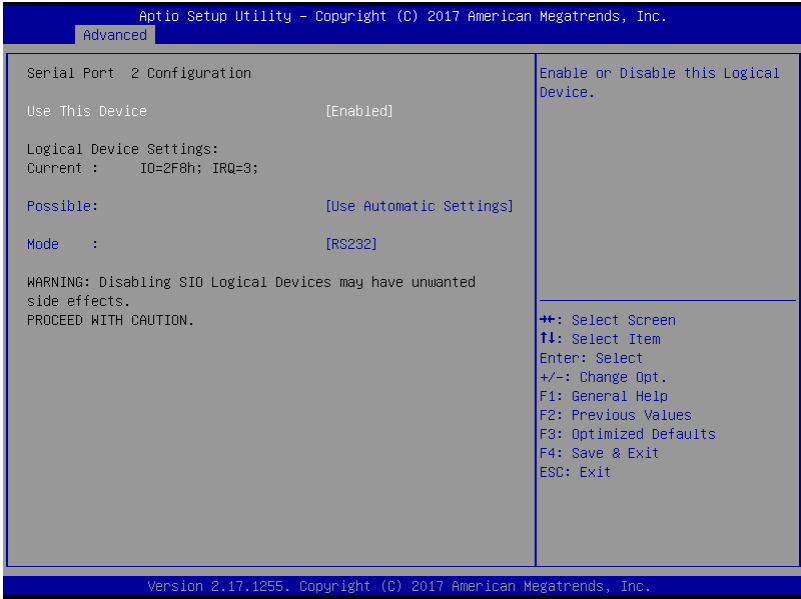 Aptio Setup Utility – Copyright (C) 2017 American Megatrends, Inc.
Advanced
Serial Port  2 Configuration
Use This Device [Enabled]
Logical Device Settings:
Current :     IO=2F8h; IRQ=3;
Possible: [Use Automatic Settings]
Mode    : [RS232]
WARNING: Disabling SIO Logical Devices may have unwanted
side effects.
PROCEED WITH CAUTION.
Enable or Disable this Logical
Device.
→←: Select Screen
↑↓: Select Item
Enter: Select
+/-: Change Opt.
F1: General Help
F2: Previous Values
F3: Optimized Defaults
F4: Save & Exit
ESC: Exit
Version 2.17.1255. Copyright (C) 2017 American Megatrends, Inc.